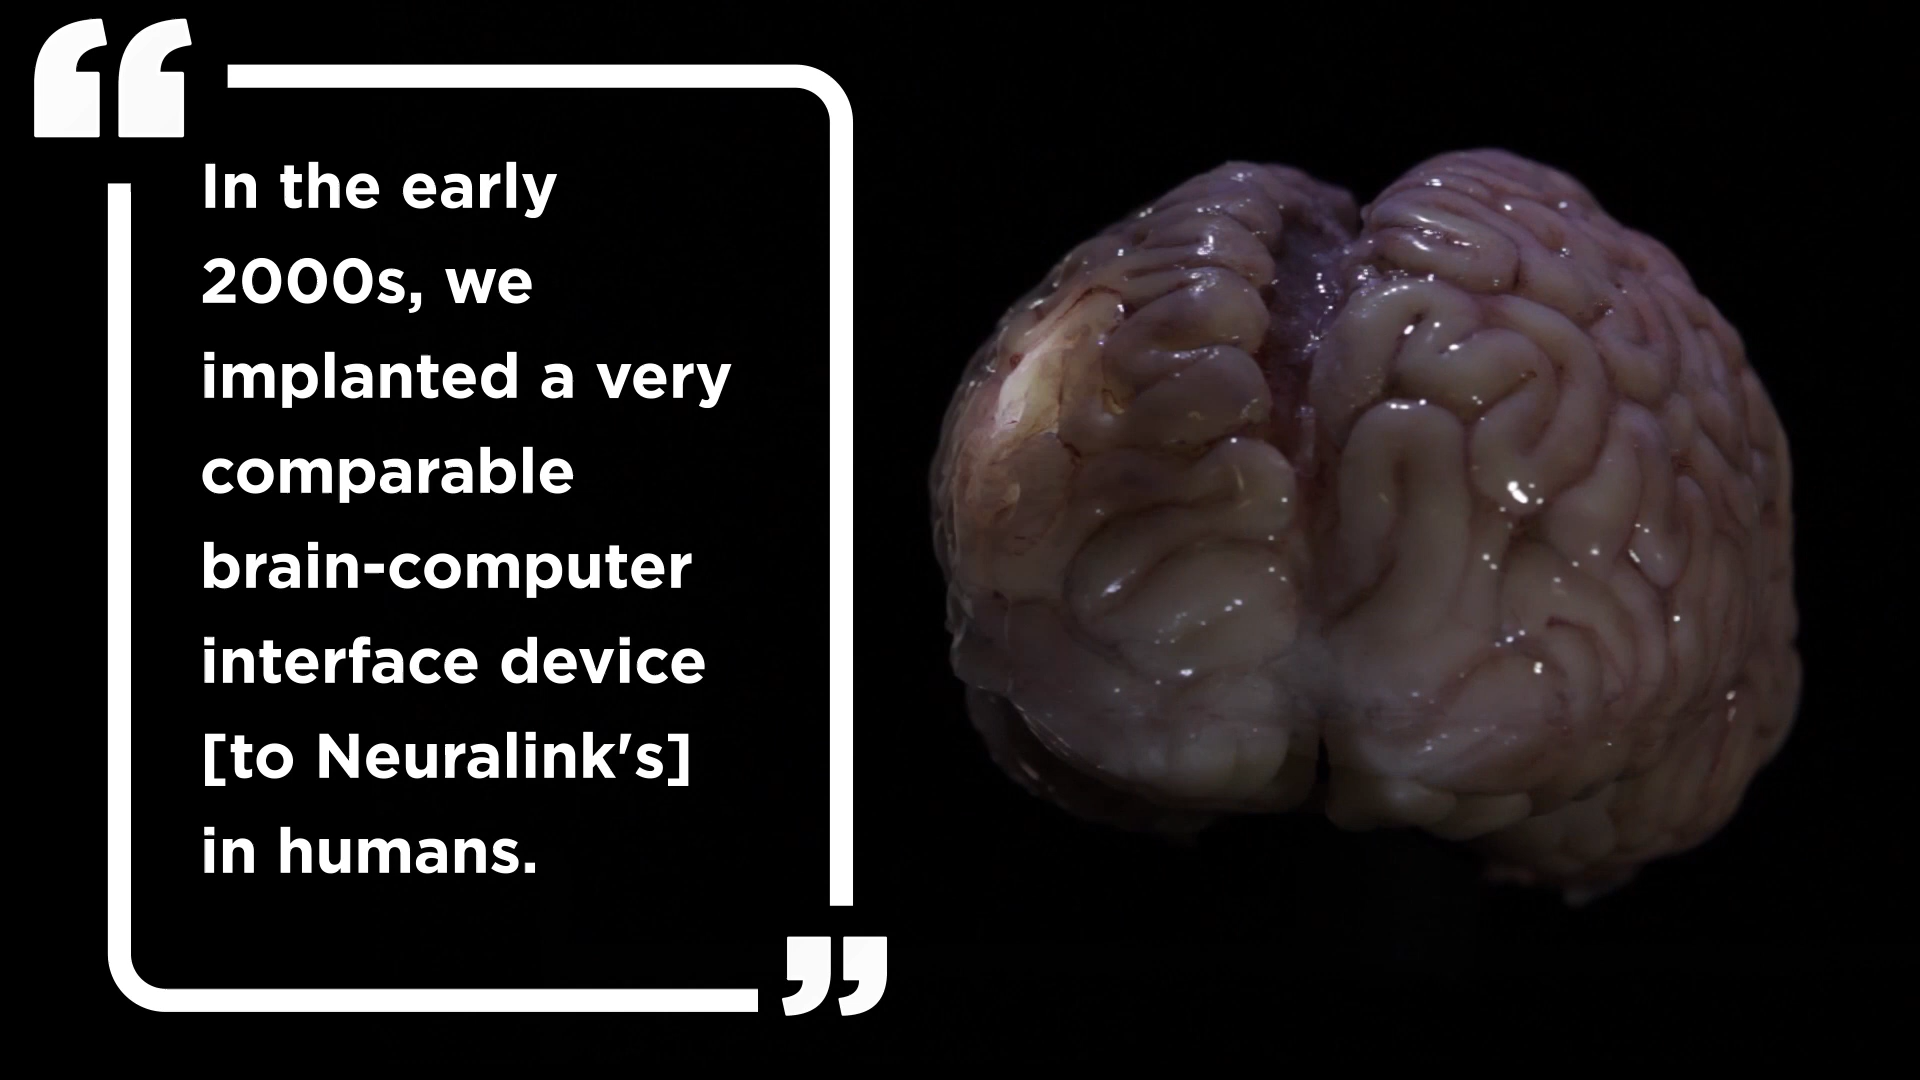 “
In the early
2000s, we
implanted a very
comparable
brain-computer
interface device
[to Neuralink's]
in humans.
”